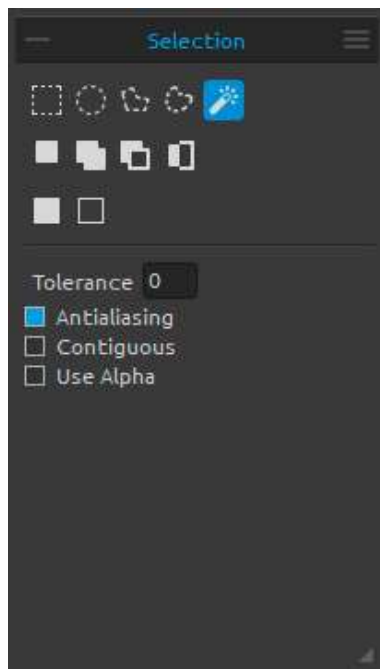 Selection
Tolerance 0
Antialiasing
Contiguous
Use Alpha